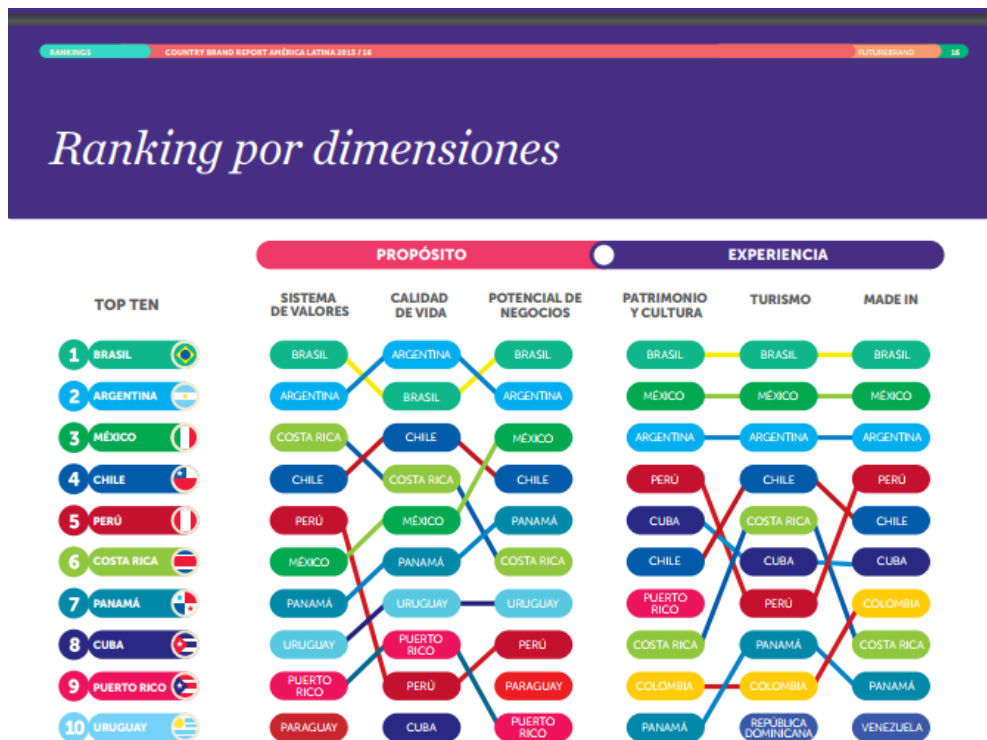 RANKINGS
COUNTRY BRAND REPORT AMÉRICA LATINA 2015 / 16
FUTUREBRAND
16
Ranking por dimensiones
PROPÓSITO
EXPERIENCIA
TOP TEN
SISTEMA
DE VALORES
CALIDAD
DE VIDA
POTENCIAL DE
NEGOCIOS
PATRIMONIO
Y CULTURA
TURISMO
MADE IN
1 BRASIL
BRASIL
ARGENTINA
BRASIL
BRASIL
BRASIL
BRASIL
2 ARGENTINA
ARGENTINA
BRASIL
ARGENTINA
MÉXICO
MÉXICO
MÉXICO
3 MÉXICO
COSTA RICA
CHILE
MÉXICO
ARGENTINA
ARGENTINA
ARGENTINA
4 CHILE
CHILE
COSTA RICA
CHILE
PERÚ
CHILE
PERÚ
5 PERÚ
PERÚ
MÉXICO
PANAMÁ
CUBA
COSTA RICA
CHILE
6 COSTA RICA
MÉXICO
PANAMÁ
COSTA RICA
CHILE
CUBA
CUBA
7 PANAMÁ
PANAMÁ
URUGUAY
URUGUAY
PUERTO
RICO
PERÚ
COLOMBIA
8 CUBA
URUGUAY
PUERTO
RICO
PERÚ
COSTA RICA
PANAMÁ
COSTA RICA
9 PUERTO RICO
PUERTO
RICO
PERÚ
PARAGUAY
COLOMBIA
COLOMBIA
PANAMÁ
10 URUGUAY
PARAGUAY
CUBA
PUERTO
RICO
PANAMÁ
REPÚBLICA
DOMINICANA
VENEZUELA